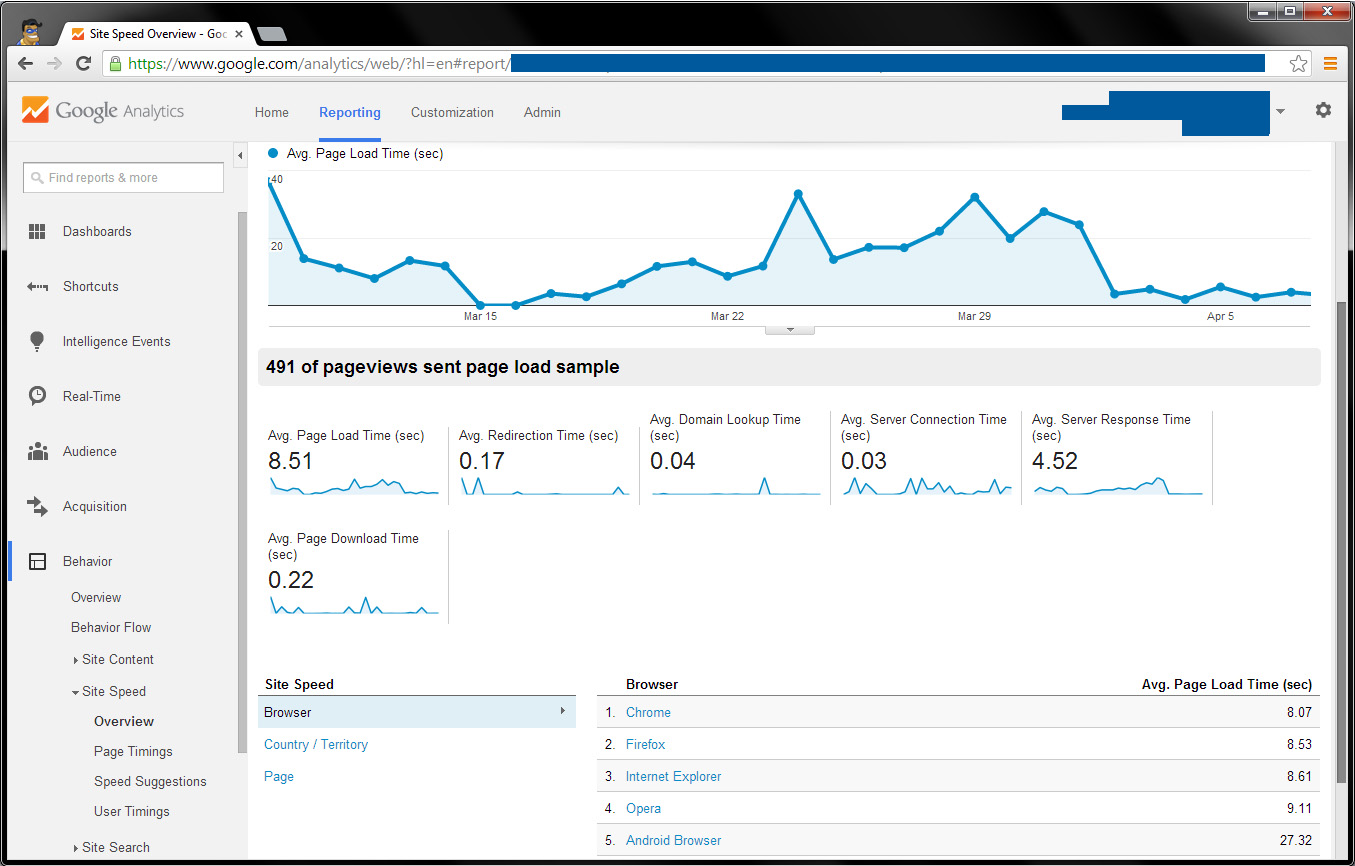 Site Speed Overview - Goo
https://www.google.com/analytics/web/?hl=en#report/
Google Analytics
Home
Reporting
Customization
Admin
Find reports & more
Dashboards
Shortcuts
Intelligence Events
Real-Time
Audience
Acquisition
Behavior
Overview
Behavior Flow
Site Content
Site Speed
Overview
Page Timings
Speed Suggestions
User Timings
Site Search
Avg. Page Load Time (sec)
40
20
Mar 15
Mar 22
Mar 29
Apr 5
491 of pageviews sent page load sample
Avg. Page Load Time (sec)
8.51
Avg. Redirection Time (sec)
0.17
Avg. Domain Lookup Time
(sec)
0.04
Avg. Server Connection Time
(sec)
0.03
Avg. Server Response Time
(sec)
4.52
Avg. Page Download Time
(sec)
0.22
Site Speed
Browser
Country / Territory
Page
Browser Avg. Page Load Time (sec)
1. Chrome 8.07
2. Firefox 8.53
3. Internet Explorer 8.61
4. Opera 9.11
5. Android Browser 27.32